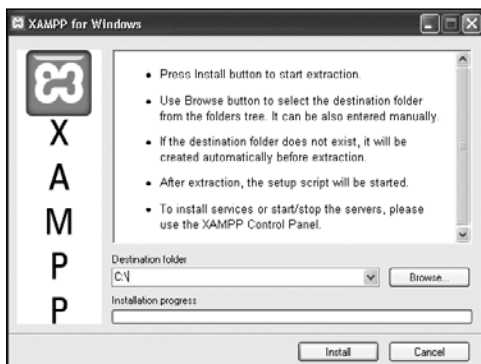 XAMPP for Windows
X
A
M
P
P
• Press Install button to start extraction.
• Use Browse button to select the destination folder
from the folders tree. It can be also entered manually.
• If the destination folder does not exist, it will be
created automatically before extraction.
• After extraction, the setup script will be started.
• To install services or start/stop the servers, please
use the XAMPP Control Panel.
Destination folder
C:\
Browse...
Installation progress
Install
Cancel